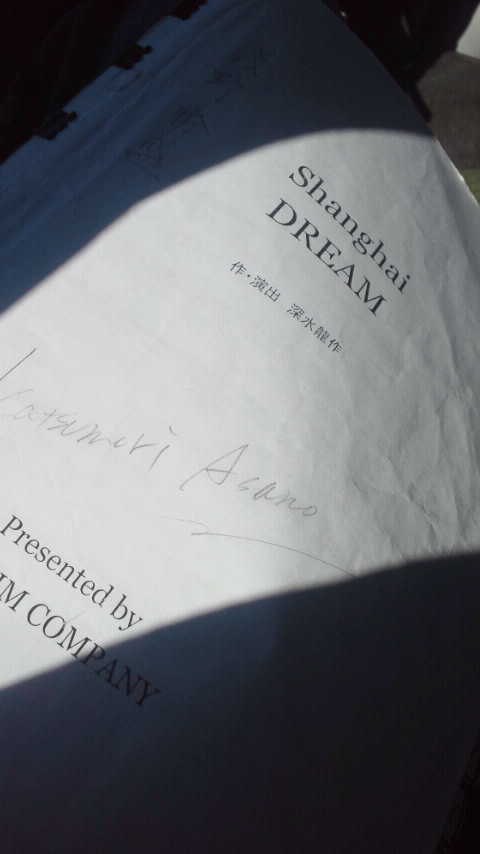 Shanghai
DREAM
作・演出 深水龍作
Asano
Presented by
COMPANY